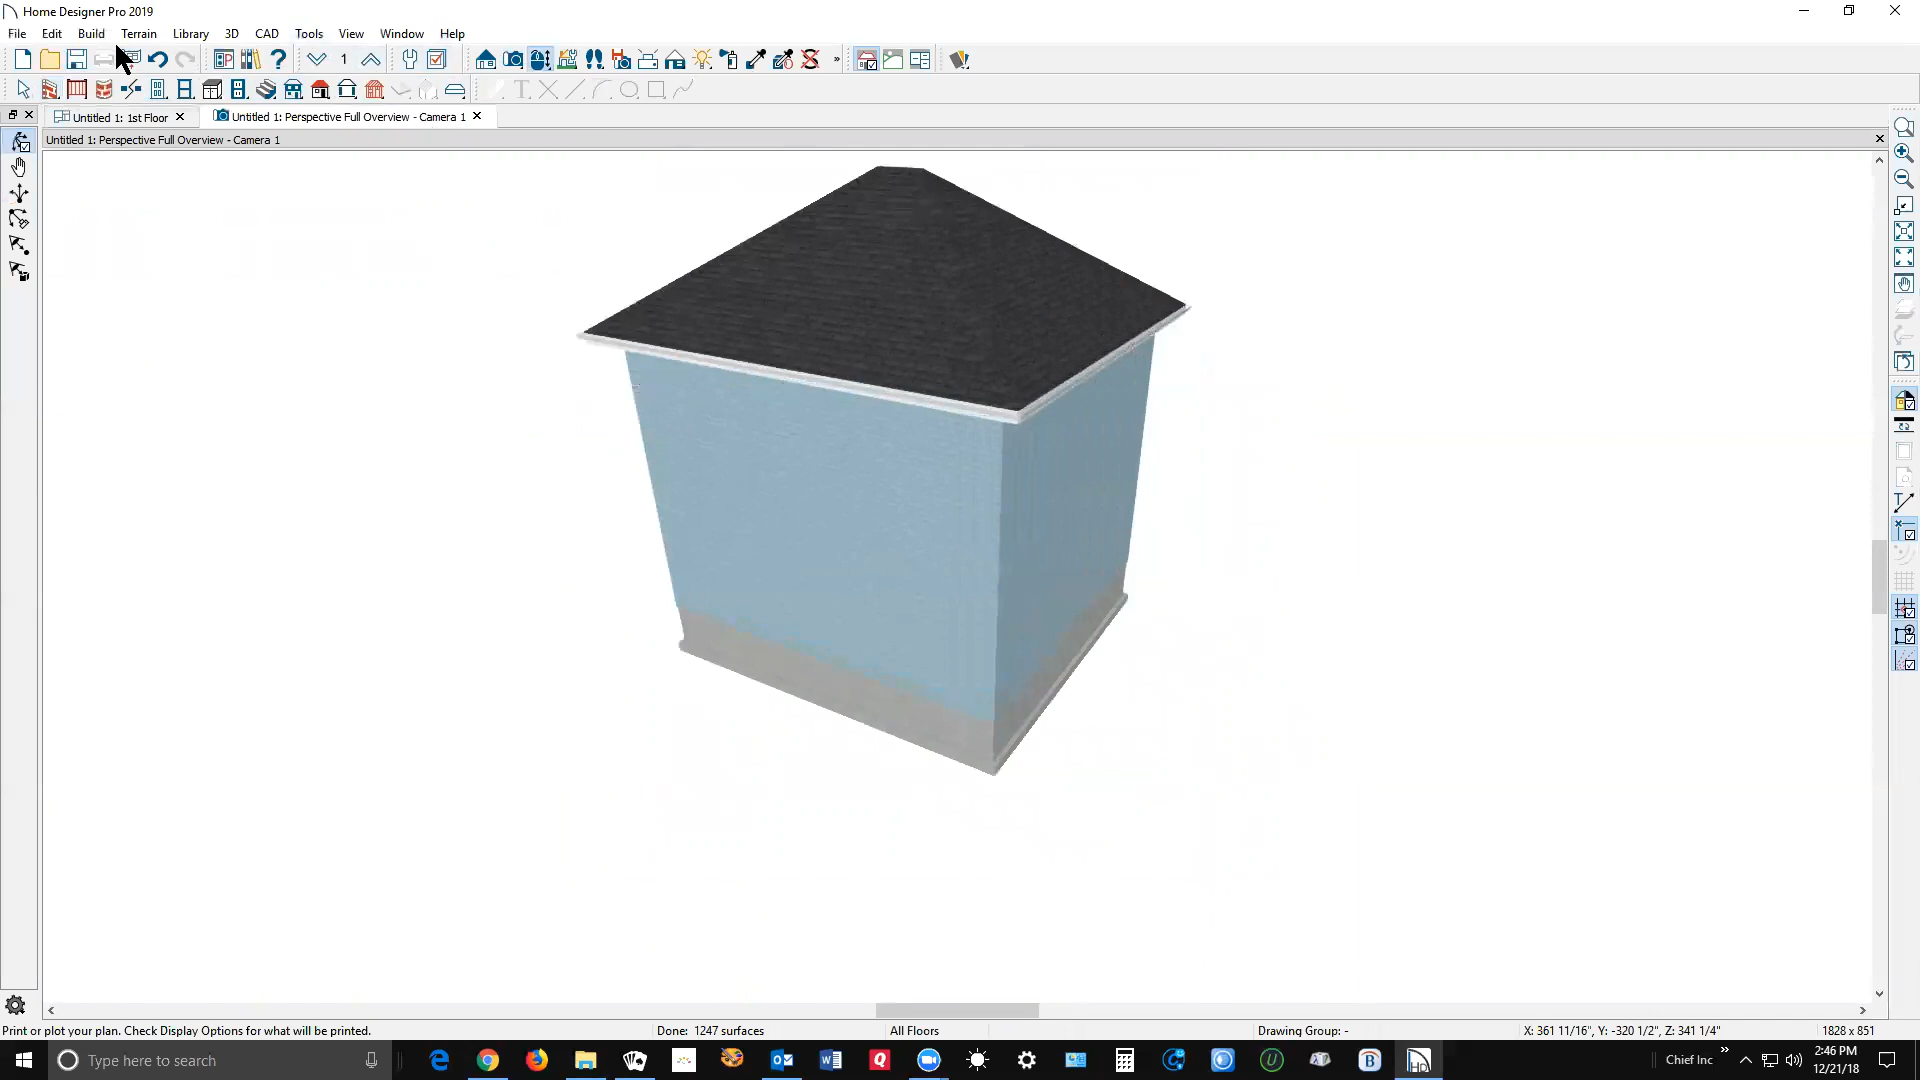 Home Designer Pro 2019
File Edit Build Terrain Library 3D CAD Tools View Window Help
1
Untitled 1: 1st Floor Untitled 1: Perspective Full Overview - Camera 1
Untitled 1: Perspective Full Overview - Camera 1
Print or plot your plan. Check Display Options for what will be printed. Done: 1247 surfaces All Floors Drawing Group: - X: 361 11/16", Y: -320 1/2", Z: 341 1/4" 1828 x 851
Type here to search Chief Inc 2:46 PM
12/21/18